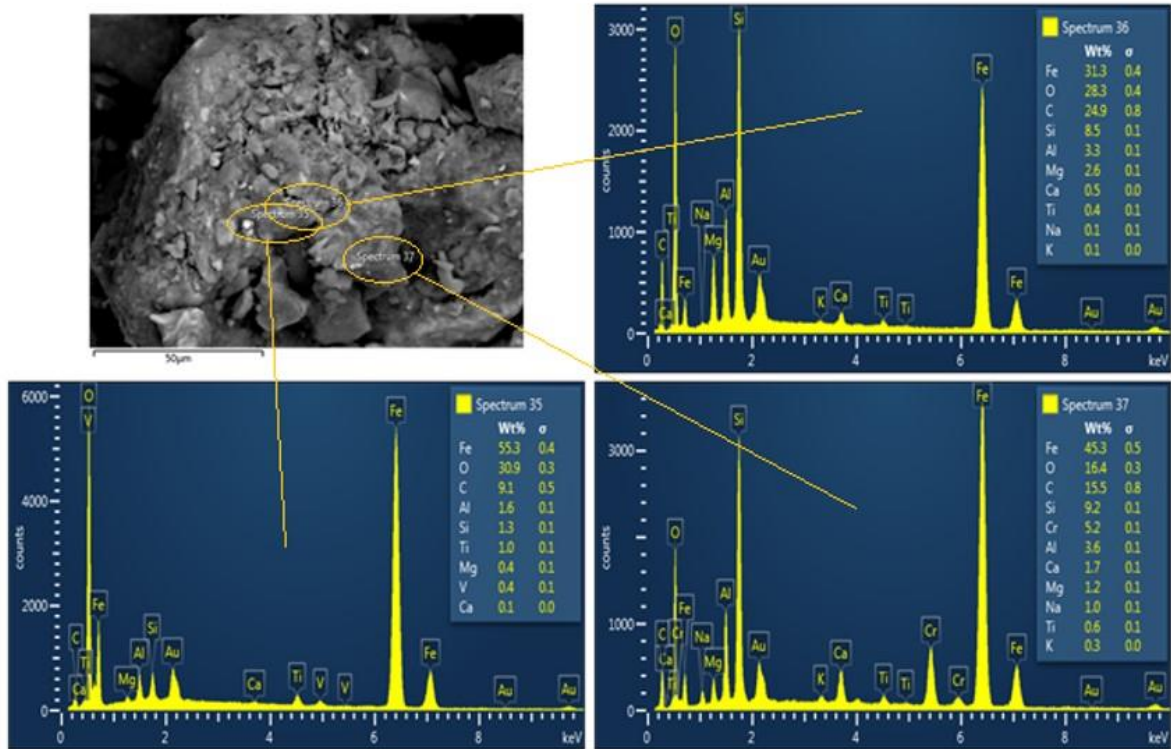 Spectrum 36
Spectrum 35
Spectrum 37
50µm
Spectrum 36
Wt% σ
Fe 31.3 0.4
O 28.3 0.4
C 24.9 0.8
Si 8.5 0.1
Al 3.3 0.1
Mg 2.6 0.1
Ca 0.5 0.0
Ti 0.4 0.1
Na 0.1 0.1
K 0.1 0.0
3000
2000
1000
0
counts
O
Si
Fe
Al
Ti
Na
Mg
C
Au
Fe
Fe
Ca
K
Ca
Ti
Ti
Au
Au
0 2 4 6 8 keV
Spectrum 35
Wt% σ
Fe 55.3 0.4
O 30.9 0.3
C 9.1 0.5
Al 1.6 0.1
Si 1.3 0.1
Ti 1.0 0.1
Mg 0.4 0.1
V 0.4 0.1
Ca 0.1 0.0
6000
4000
2000
0
counts
O
V
Fe
Fe
C
Si
Al
Au
Fe
Ti
Ca
Mg
Ca
Ti
V
V
Au
Au
0 2 4 6 8 keV
Spectrum 37
Wt% σ
Fe 45.3 0.5
O 16.4 0.3
C 15.5 0.8
Si 9.2 0.1
Cr 5.2 0.1
Al 3.6 0.1
Ca 1.7 0.1
Mg 1.2 0.1
Na 1.0 0.1
Ti 0.6 0.1
K 0.3 0.0
3000
1000
0
counts
Fe
Si
O
Al
Fe
C
Cr
Na
Au
Cr
Fe
Ca
Mg
Ca
Ti
K
Ti
Ti
Cr
Au
Au
0 2 4 6 8 keV